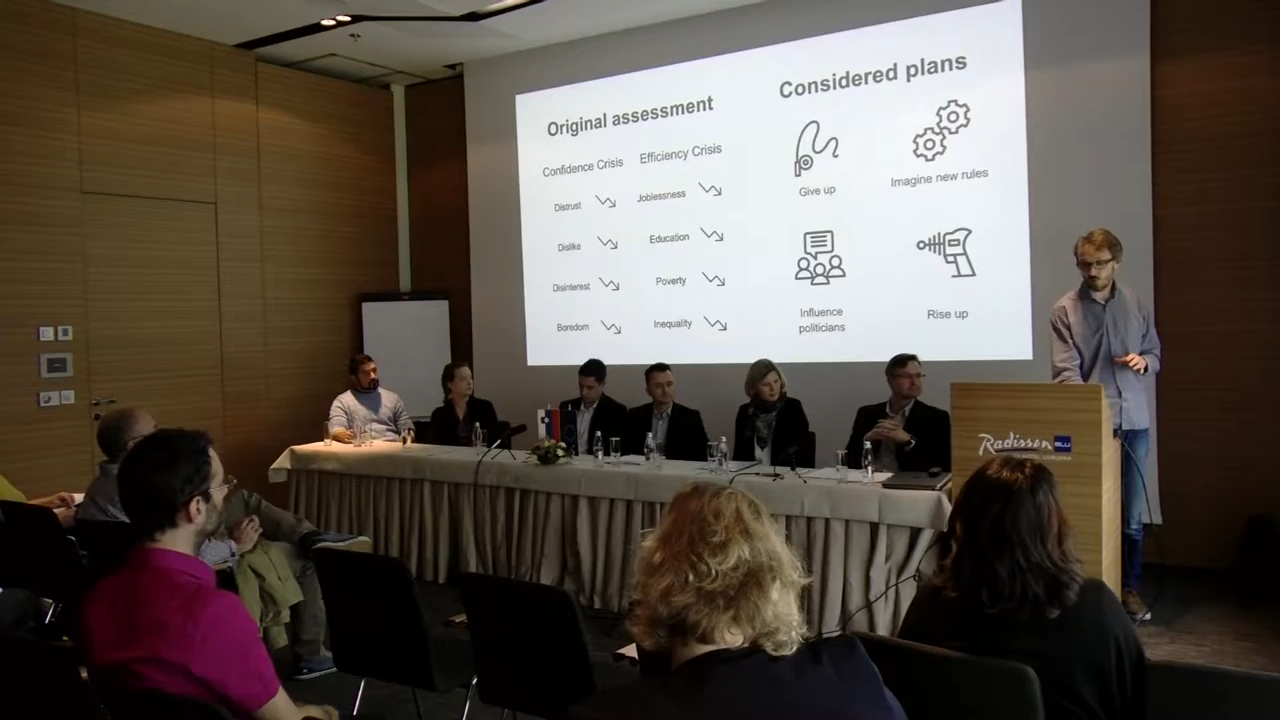 Original assessment
Confidence Crisis
Efficiency Crisis
Distrust
Joblessness
Dislike
Education
Disinterest
Poverty
Boredom
Inequality
Considered plans
Give up
Imagine new rules
Influence
politicians
Rise up
Radisson BLU